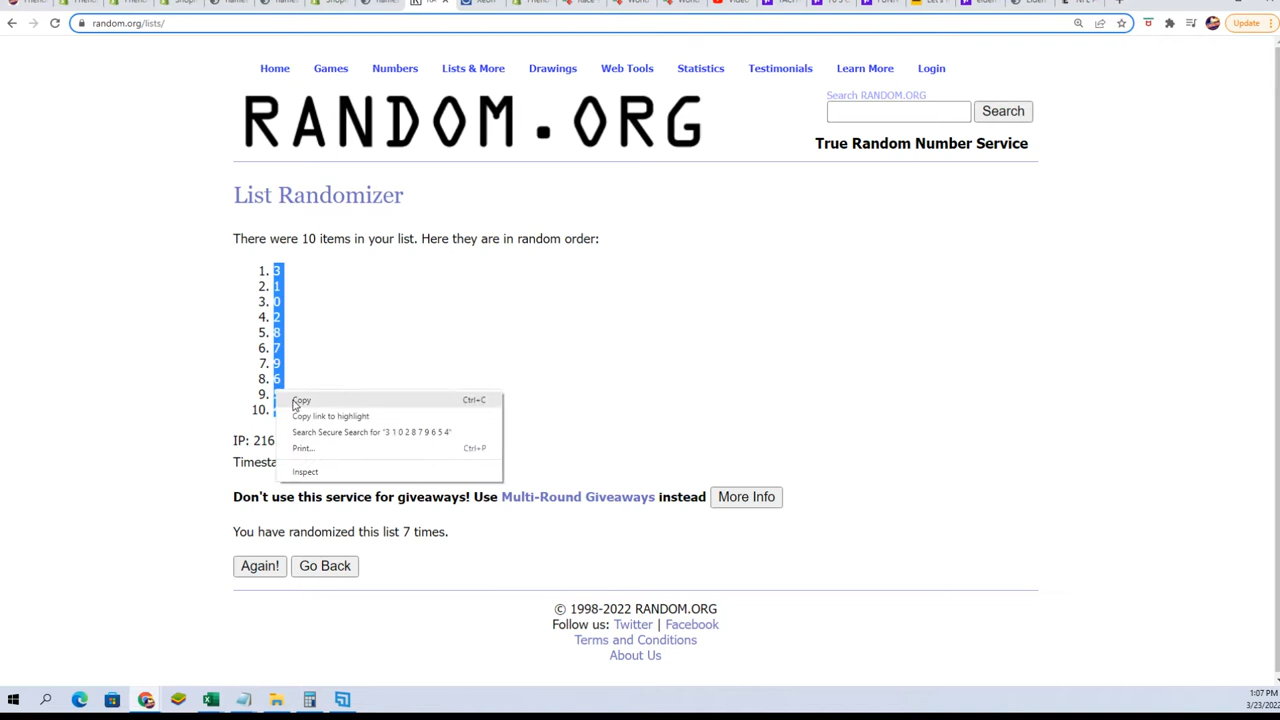 random.org/lists/
Update
Home Games Numbers Lists & More Drawings Web Tools Statistics Testimonials Learn More Login
RANDOM.ORG
Search RANDOM.ORG
Search
True Random Number Service
List Randomizer
There were 10 items in your list. Here they are in random order:
1. 3
2. 1
3. 0
4. 2
5. 8
6. 7
7. 9
8. 6
9.
10.
Copy Ctrl+C
Copy link to highlight
Search Secure Search for "3 1 0 2 8 7 9 6 5 4"
Print... Ctrl+P
Inspect
IP: 216
Timesta
Don't use this service for giveaways! Use Multi-Round Giveaways instead More Info
You have randomized this list 7 times.
Again! Go Back
© 1998-2022 RANDOM.ORG
Follow us: Twitter | Facebook
Terms and Conditions
About Us
1:07 PM
3/23/202